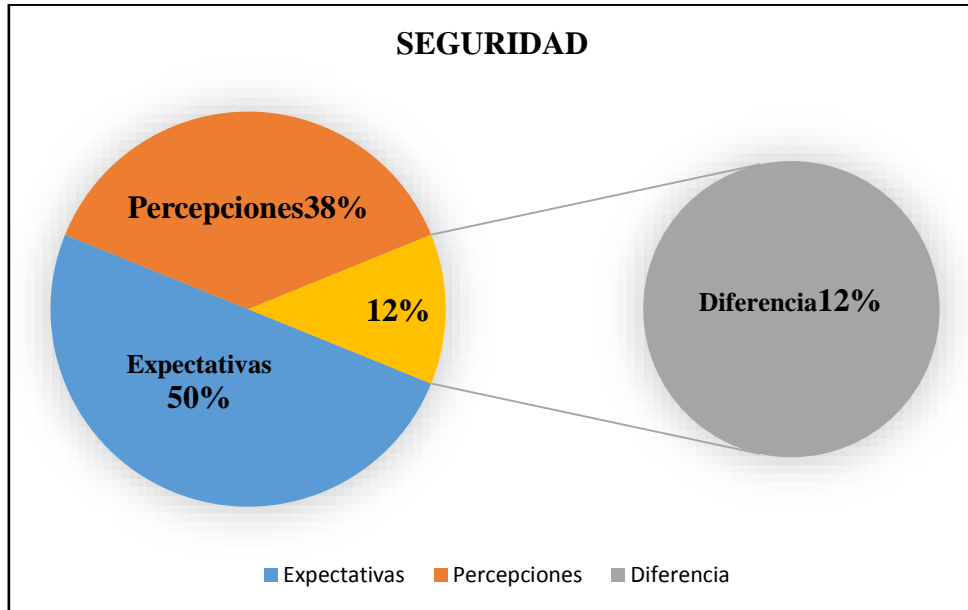 SEGURIDAD
Percepciones38%
12%
Expectativas
50%
Diferencia12%
Expectativas Percepciones Diferencia